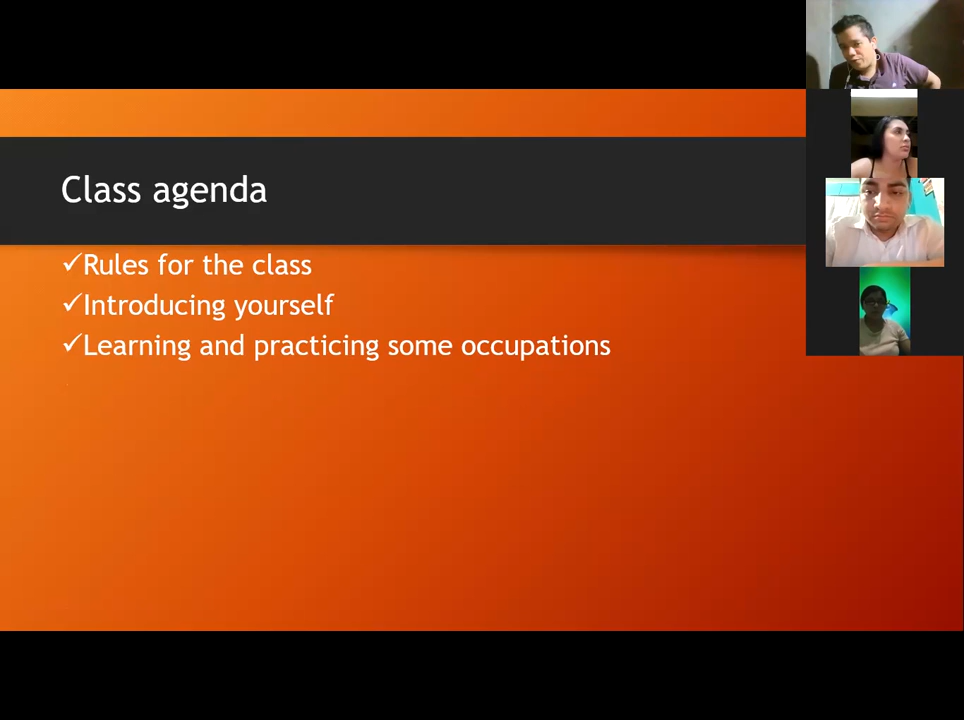 Class agenda
✓Rules for the class
✓Introducing yourself
✓Learning and practicing some occupations